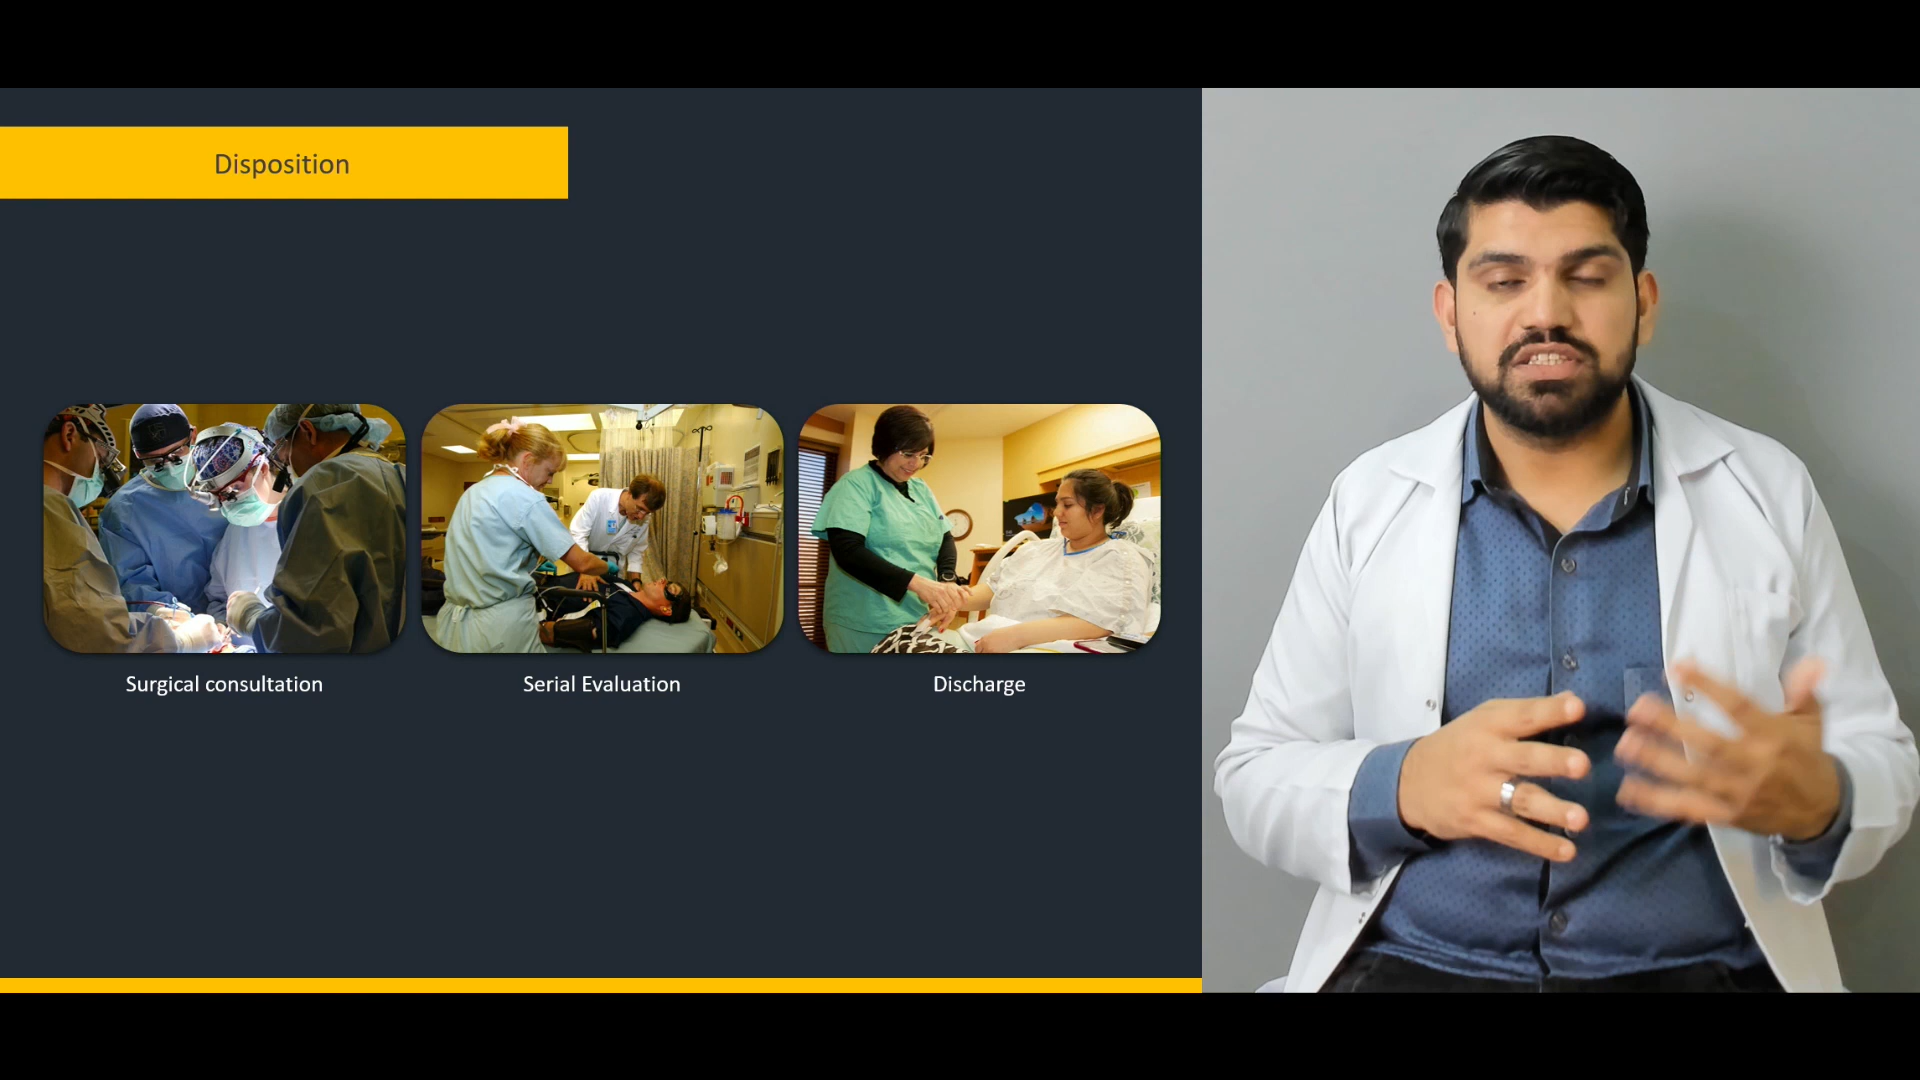 Disposition
Surgical consultation
Serial Evaluation
Discharge